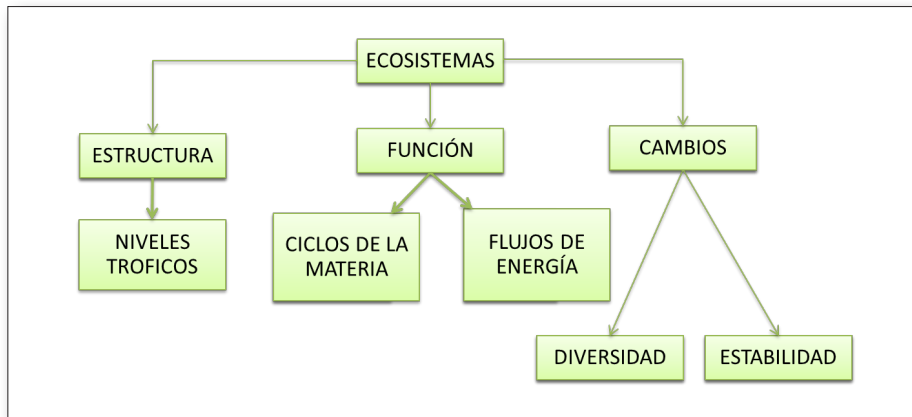 ECOSISTEMAS
ESTRUCTURA
FUNCIÓN
CAMBIOS
NIVELES
TROFICOS
CICLOS DE LA
MATERIA
FLUJOS DE
ENERGÍA
DIVERSIDAD
ESTABILIDAD